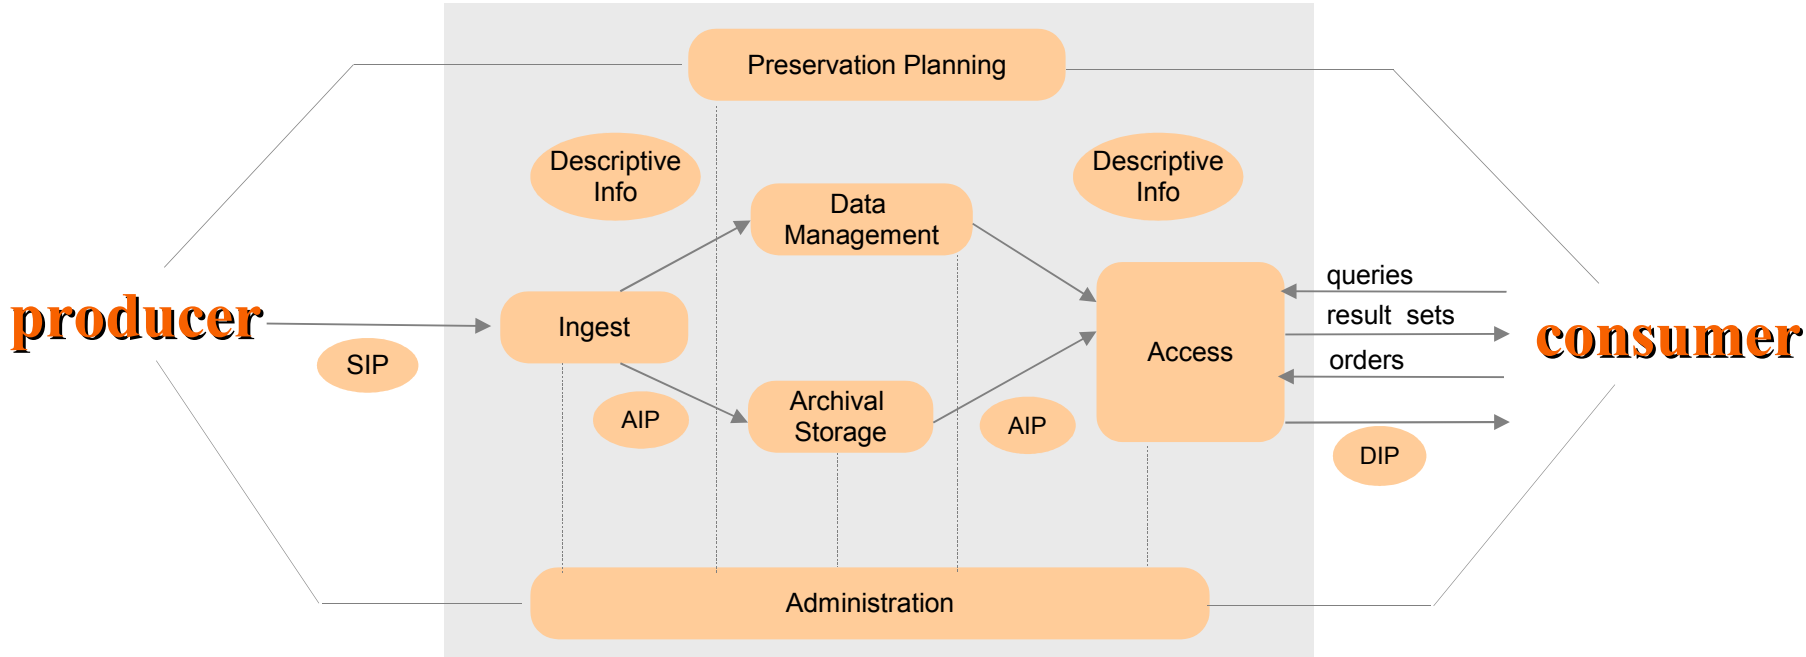 Preservation Planning
Descriptive
Info
Descriptive
Info
Data
Management
producer
SIP
Ingest
AIP
Archival
Storage
AIP
Access
queries
result sets
orders
DIP
consumer
Administration